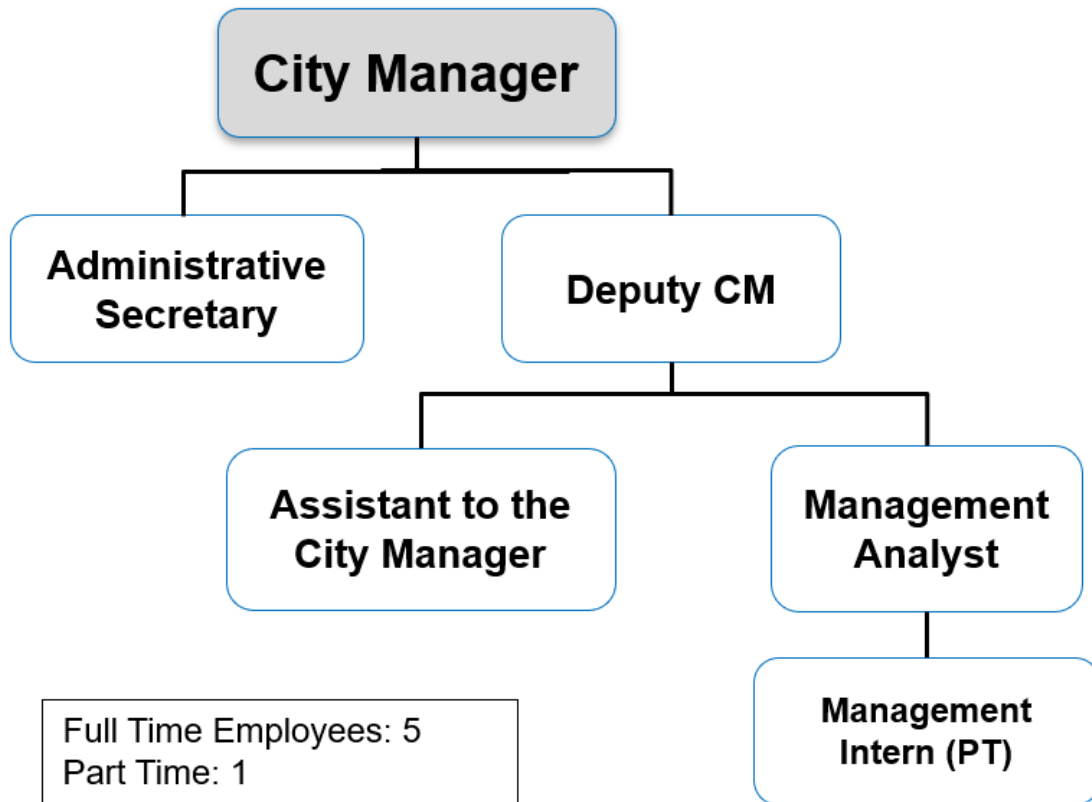 City Manager
Administrative
Secretary
Deputy CM
Assistant to the
City Manager
Management
Analyst
Management
Intern (PT)
Full Time Employees: 5
Part Time: 1